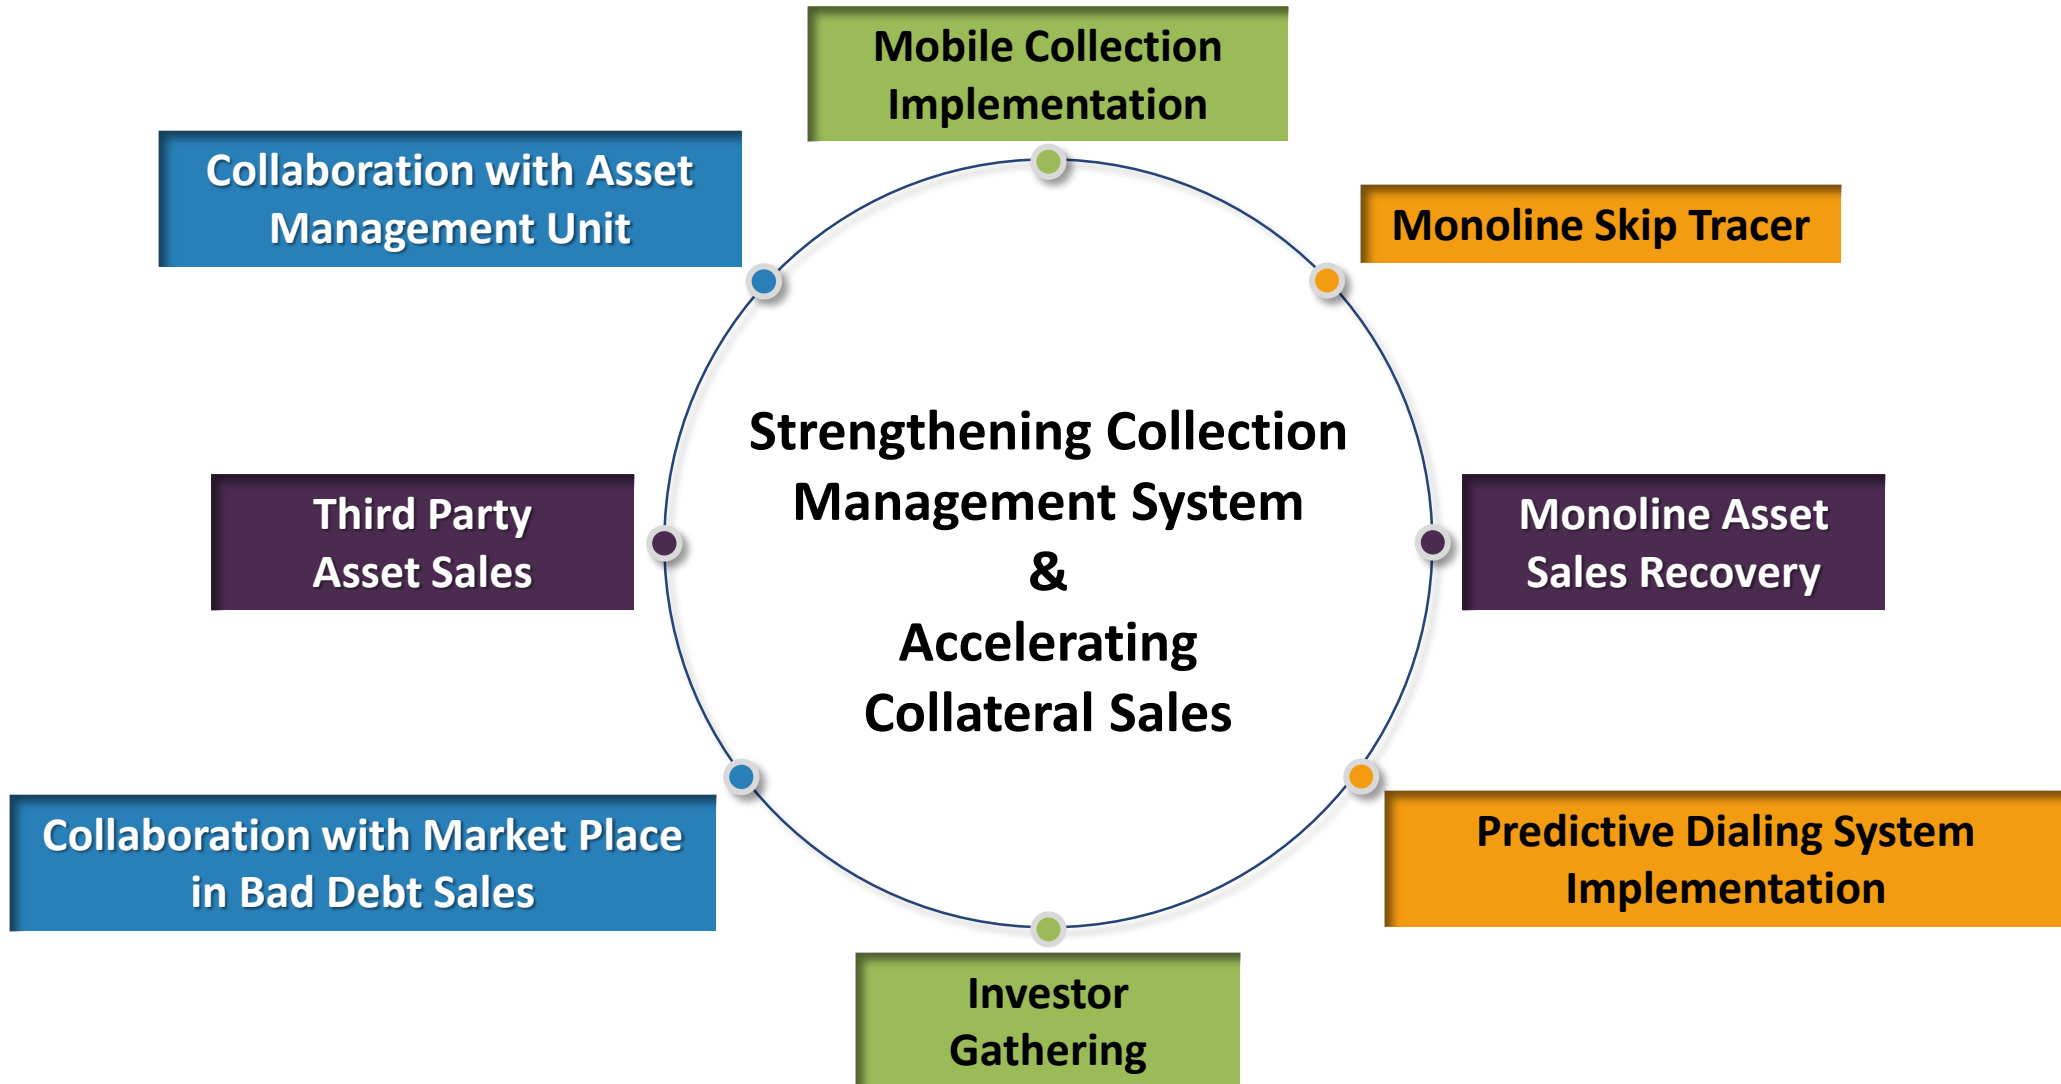 Mobile Collection
Implementation
Collaboration with Asset
Management Unit
Monoline Skip Tracer
Strengthening Collection
Management System
&
Accelerating
Collateral Sales
Third Party
Asset Sales
Monoline Asset
Sales Recovery
Collaboration with Market Place
in Bad Debt Sales
Predictive Dialing System
Implementation
Investor
Gathering